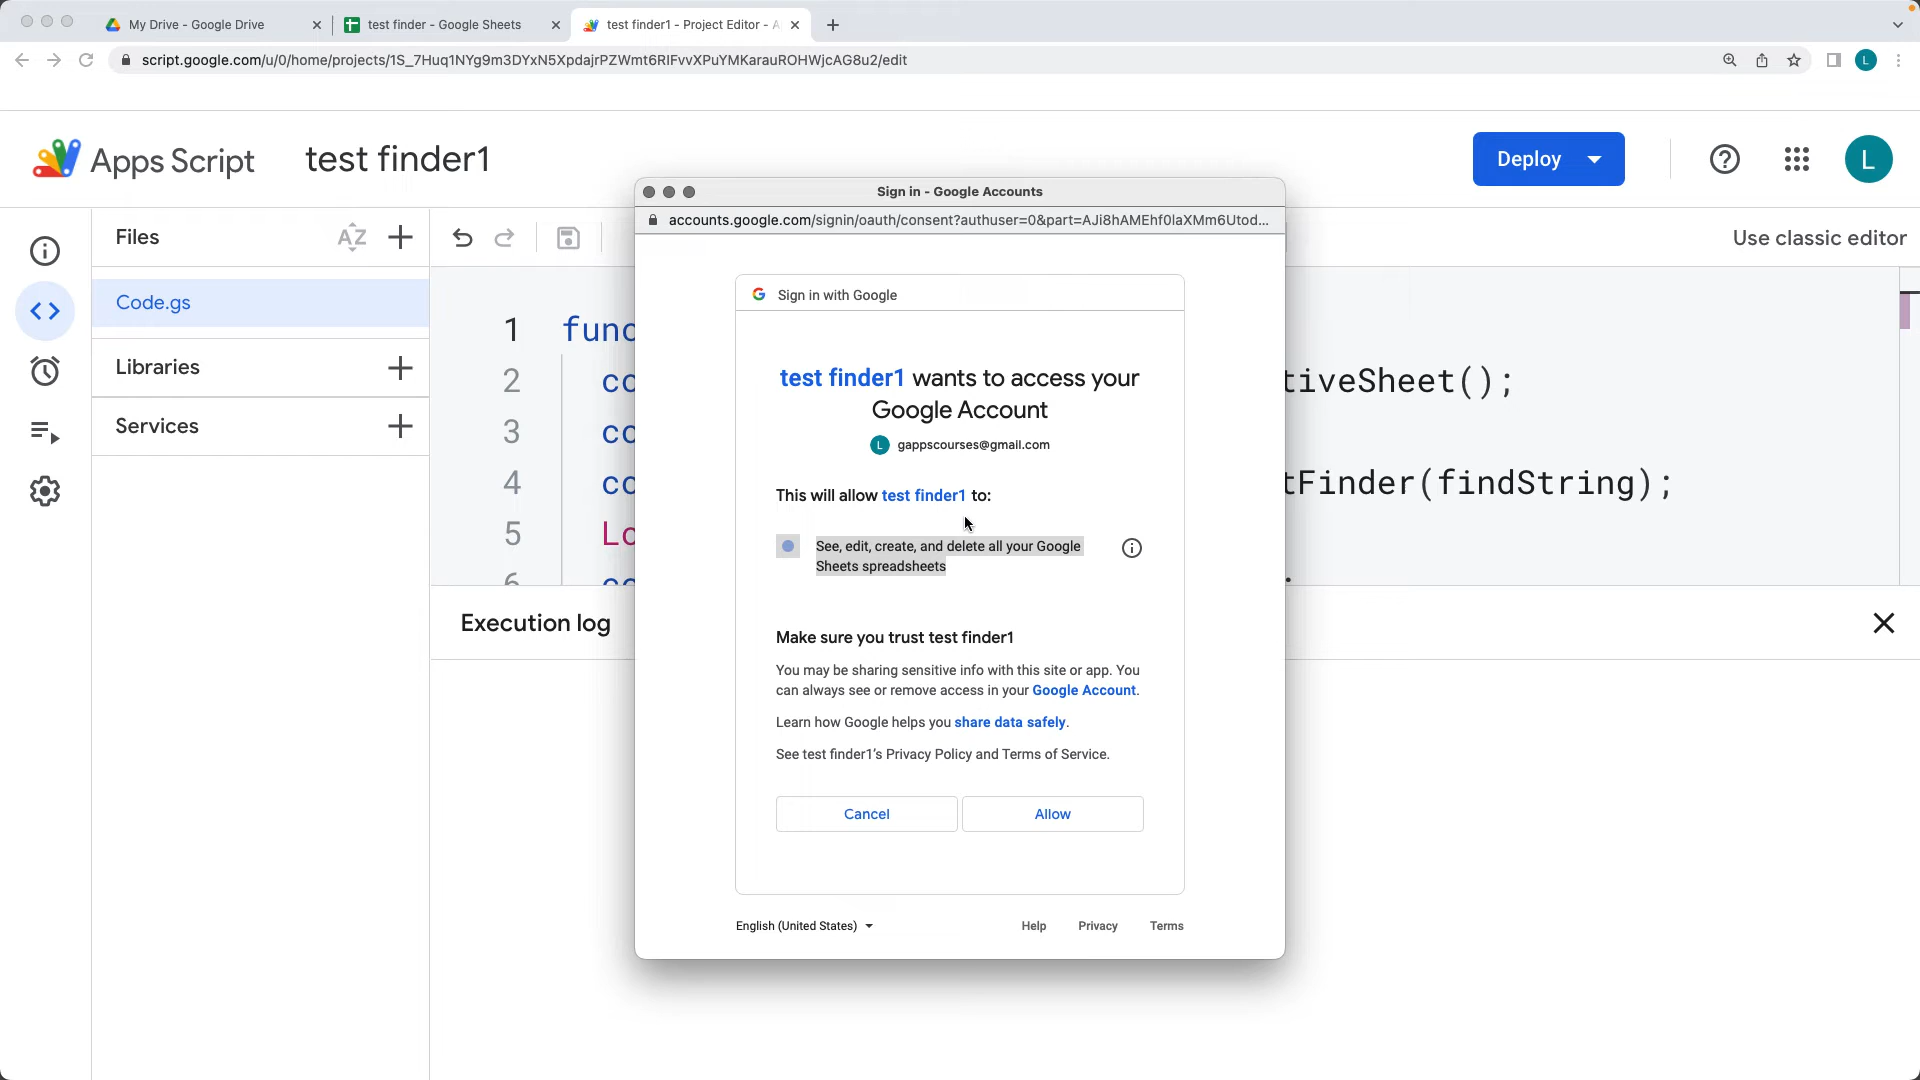 My Drive - Google Drive
test finder - Google Sheets
test finder1 - Project Editor - A
script.google.com/u/0/home/projects/1S_7Huq1NYg9m3DYxN5XpdajrPZWmt6RIFvvXPuYMKarauROHWjcAG8u2/edit
L
Apps Script
test finder1
Deploy
L
Sign in - Google Accounts
accounts.google.com/signin/oauth/consent?authuser=0&part=AJi8hAMEhf0laXMm6Utod...
Files
AZ
Use classic editor
Code.gs
Libraries
Services
1 func
2 co tiveSheet();
3 co
4 co tFinder(findString);
5 Lo
6 co
Execution log
Sign in with Google
test finder1 wants to access your
Google Account
L gappscourses@gmail.com
This will allow test finder1 to:
See, edit, create, and delete all your Google
Sheets spreadsheets
Make sure you trust test finder1
You may be sharing sensitive info with this site or app. You
can always see or remove access in your Google Account.
Learn how Google helps you share data safely.
See test finder1's Privacy Policy and Terms of Service.
Cancel
Allow
English (United States)
Help
Privacy
Terms